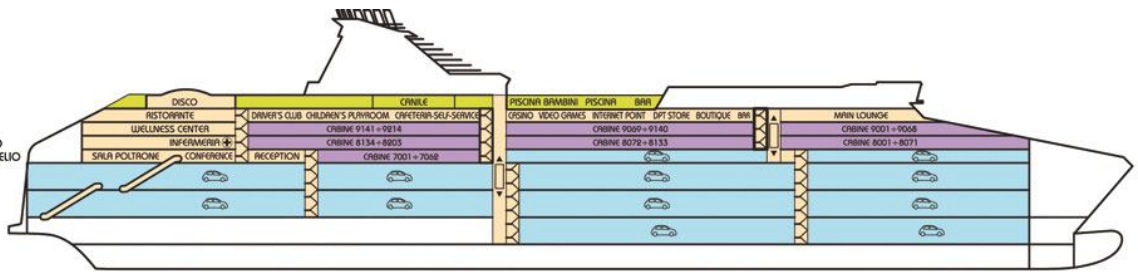 DISCO
CANILE
PISCINA BAMBINI PISCINA BAR
RISTORANTE
DRIVER'S CLUB CHILDREN'S PLAYROOM CAFETERIA-SELF-SERVICE
CASINO VIDEO GAMES INTERNET POINT DPT STORE BOUTIQUE BAR
MAIN LOUNGE
WELLNESS CENTER
CABINE 9141÷9214
CABINE 9069÷9140
CABINE 9001÷9068
O
INFERMERIA
CABINE 8134÷8203
CABINE 8072÷8133
CABINE 8001÷8071
ELIO
SALA POLTRONE
CONFERENCE
RECEPTION
CABINE 7001÷7062